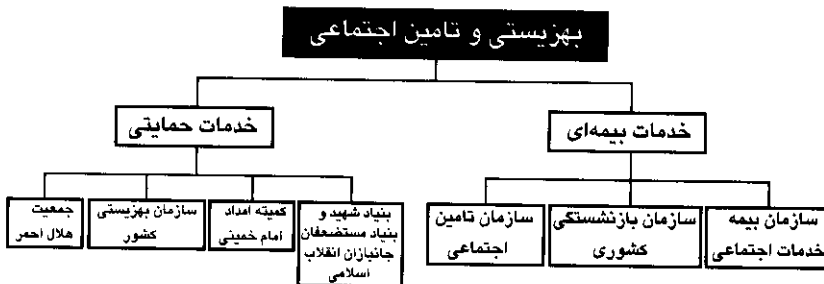 بهزیستی و تامین اجتماعی
خدمات بیمه‌ای
خدمات حمایتی
سازمان بیمه
خدمات اجتماعی
سازمان بازنشستگی
کشوری
سازمان تامین
اجتماعی
بنیاد شهید و
بنیاد مستضعفان
جانبازان انقلاب
اسلامی
کمیته امداد
امام خمینی
سازمان بهزیستی
کشور
جمعیت
هلال احمر